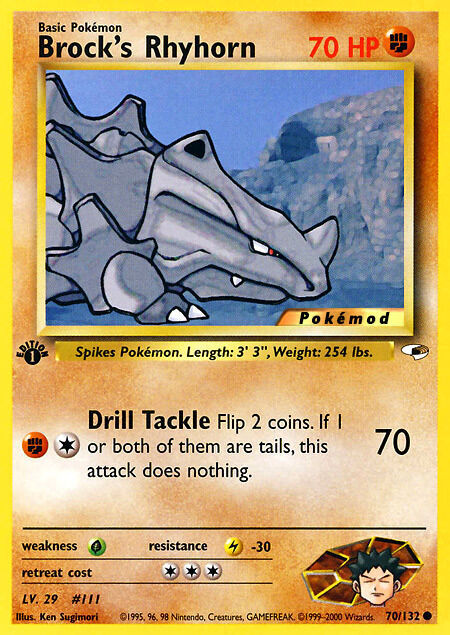 Basic Pokémon
Brock's Rhyhorn 70 HP
Pokémod
EDITION 1
Spikes Pokémon. Length: 3' 3", Weight: 254 lbs.
Drill Tackle Flip 2 coins. If 1
or both of them are tails, this 70
attack does nothing.
weakness resistance -30
retreat cost
LV. 29 #111
Illus. Ken Sugimori ©1995, 96, 98 Nintendo, Creatures, GAMEFREAK. ©1999-2000 Wizards. 70/132